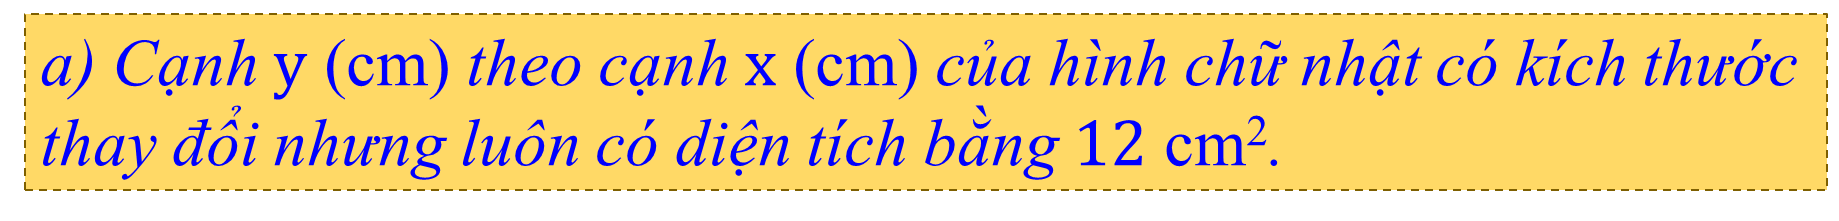 a) Cạnh y (cm) theo cạnh x (cm) của hình chữ nhật có kích thước
thay đổi nhưng luôn có diện tích bằng 12 cm².